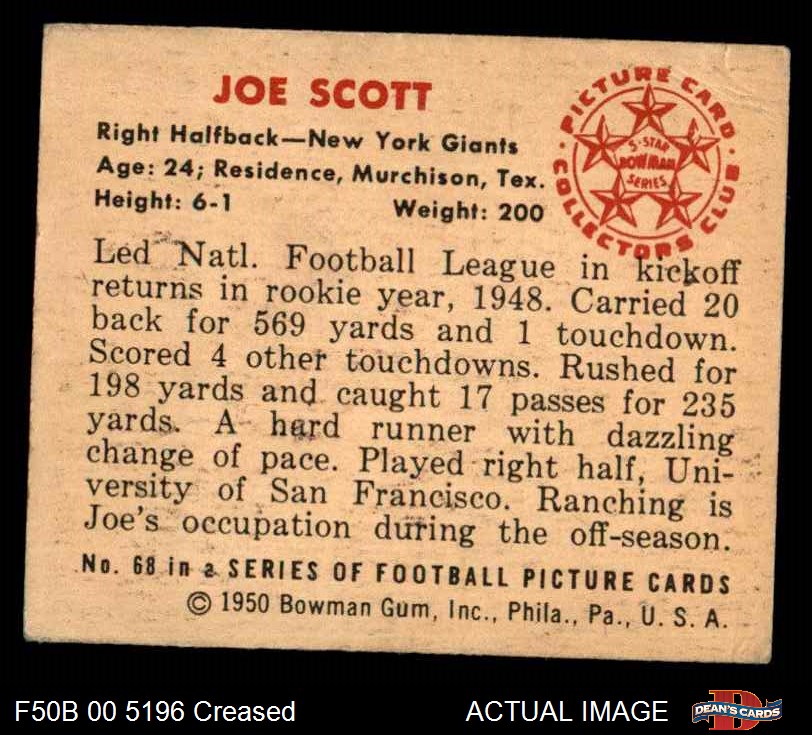 JOE SCOTT
Right Halfback—New York Giants
Age: 24; Residence, Murchison, Tex.
Height: 6-1 Weight: 200
PICTURE CARD COLLECTORS CLUB
5-STAR
BOWMAN
SERIES
Led Natl. Football League in kickoff
returns in rookie year, 1948. Carried 20
back for 569 yards and 1 touchdown.
Scored 4 other touchdowns. Rushed for
198 yards and caught 17 passes for 235
yards. A hard runner with dazzling
change of pace. Played right half, Uni-
versity of San Francisco. Ranching is
Joe's occupation during the off-season.
No. 68 in a SERIES OF FOOTBALL PICTURE CARDS
© 1950 Bowman Gum, Inc., Phila., Pa., U. S. A.
F50B 00 5196 Creased ACTUAL IMAGE
D
DEAN'S CARDS